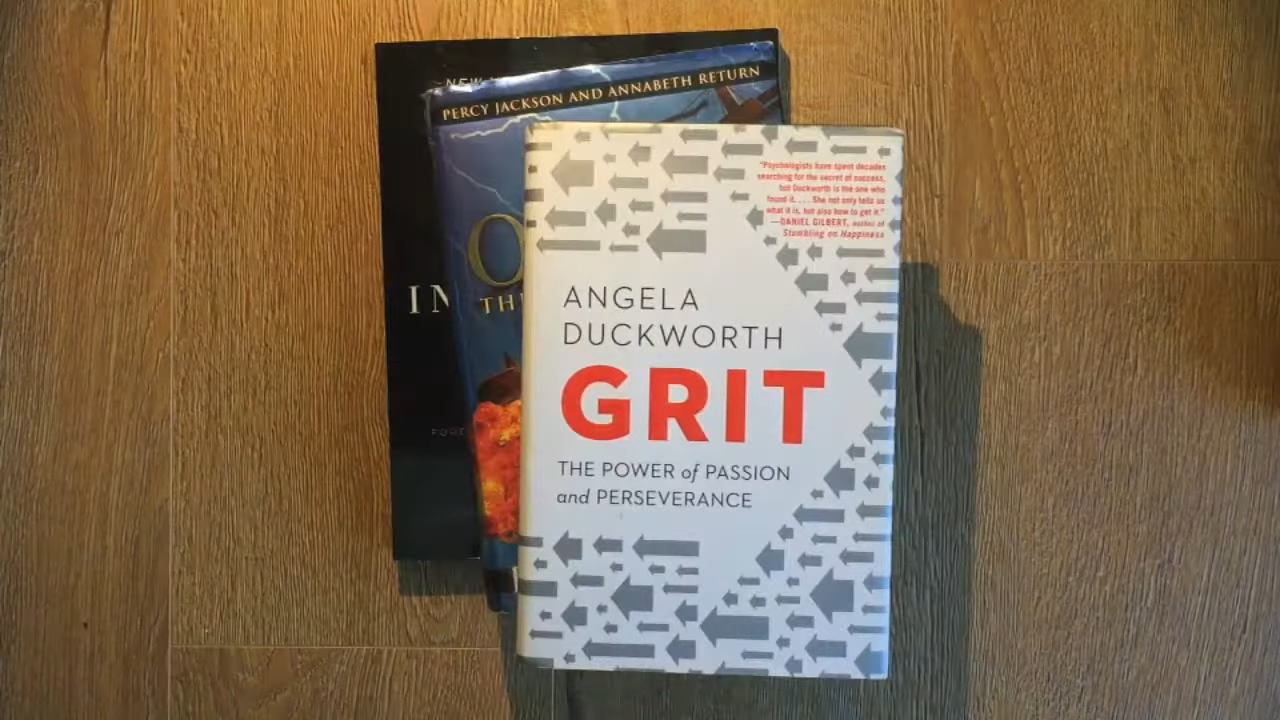 PERCY JACKSON AND ANNABETH RETURN
"Psychologists have spent decades
searching for the secret of success,
but Duckworth is the one who
found it. . . . She not only tells us
what it is, but also how to get it."
—DANIEL GILBERT, author of
Stumbling on Happiness
ANGELA
DUCKWORTH
GRIT
THE POWER of PASSION
and PERSEVERANCE